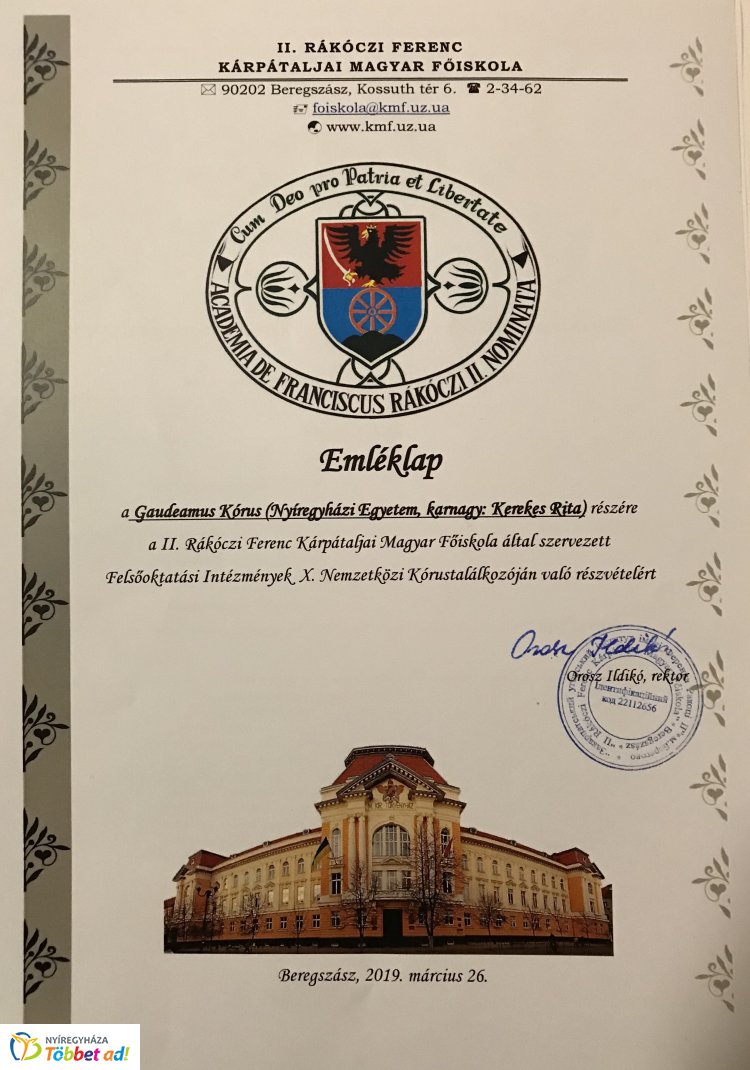 II. RÁKÓCZI FERENC
KÁRPÁTALJAI MAGYAR FŐISKOLA
90202 Beregszász, Kossuth tér 6. ☎ 2-34-62
foiskola@kmf.uz.ua
www.kmf.uz.ua
Cum Deo pro Patria et Libertate
ACADEMIA DE FRANCISCUS RÁKÓCZI II. NOMINATA
Emléklap
a Gaudeamus Kórus (Nyíregyházi Egyetem, karnagy: Kerekes Rita) részére
a II. Rákóczi Ferenc Kárpátaljai Magyar Főiskola által szervezett
Felsőoktatási Intézmények X. Nemzetközi Kórustalálkozóján való részvételért
Orosz Ildikó
Orosz Ildikó, rektor
Ідентифікаційний
код 22112656
Beregszász, 2019. március 26.
NYÍREGYHÁZA
Többet ad!